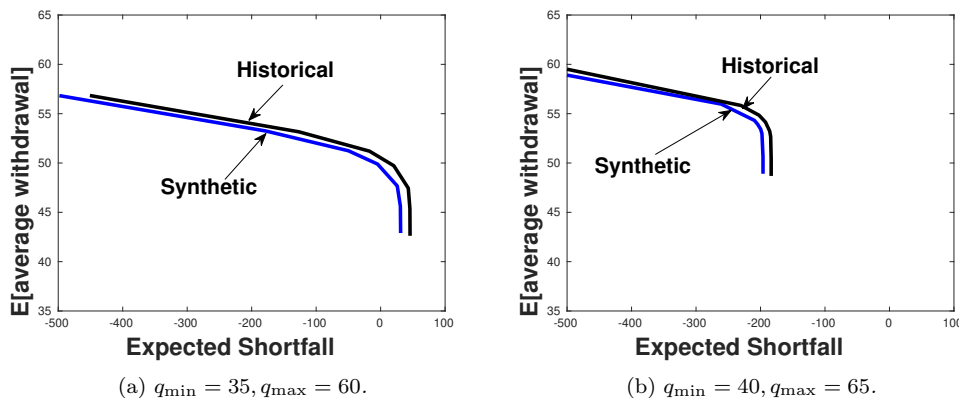 65
60
55
50
45
40
35
E[average withdrawal]
Historical
Synthetic
-500 -400 -300 -200 -100 0 100
Expected Shortfall
(a) q_min = 35, q_max = 60.
65
60
55
50
45
40
35
E[average withdrawal]
Historical
Synthetic
-500 -400 -300 -200 -100 0 100
Expected Shortfall
(b) q_min = 40, q_max = 65.